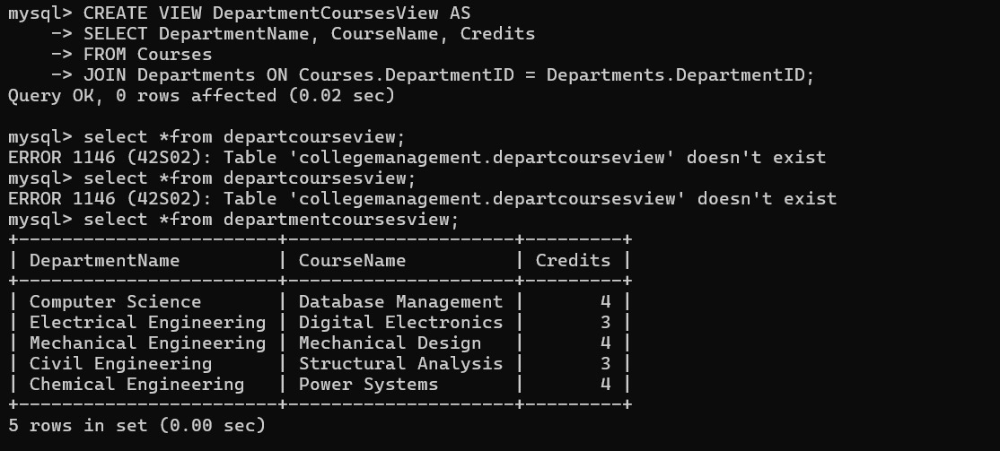 mysql> CREATE VIEW DepartmentCoursesView AS
    -> SELECT DepartmentName, CourseName, Credits
    -> FROM Courses
    -> JOIN Departments ON Courses.DepartmentID = Departments.DepartmentID;
Query OK, 0 rows affected (0.02 sec)

mysql> select *from departcourseview;
ERROR 1146 (42S02): Table 'collegemanagement.departcourseview' doesn't exist
mysql> select *from departcoursesview;
ERROR 1146 (42S02): Table 'collegemanagement.departcoursesview' doesn't exist
mysql> select *from departmentcoursesview;
+------------------------+---------------------+---------+
| DepartmentName         | CourseName          | Credits |
+------------------------+---------------------+---------+
| Computer Science       | Database Management |       4 |
| Electrical Engineering | Digital Electronics |       3 |
| Mechanical Engineering | Mechanical Design   |       4 |
| Civil Engineering      | Structural Analysis |       3 |
| Chemical Engineering   | Power Systems       |       4 |
+------------------------+---------------------+---------+
5 rows in set (0.00 sec)